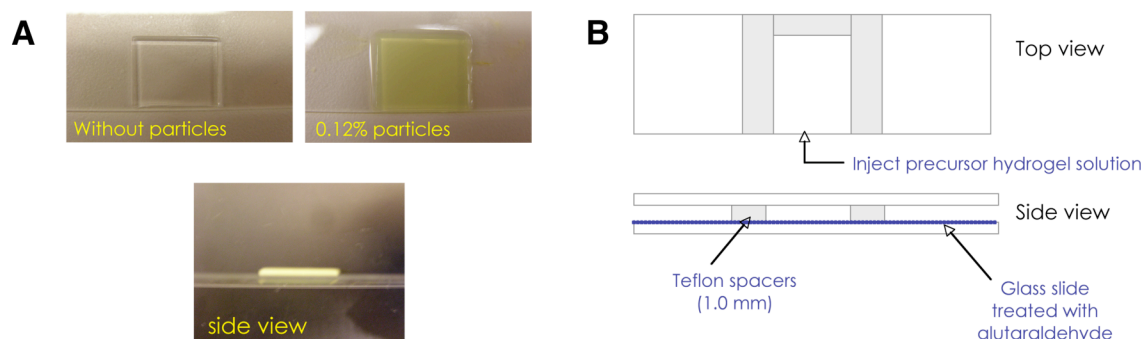 A
Without particles
0.12% particles
side view
B
Top view
Inject precursor hydrogel solution
Side view
Teflon spacers
(1.0 mm)
Glass slide
treated with
glutaraldehyde